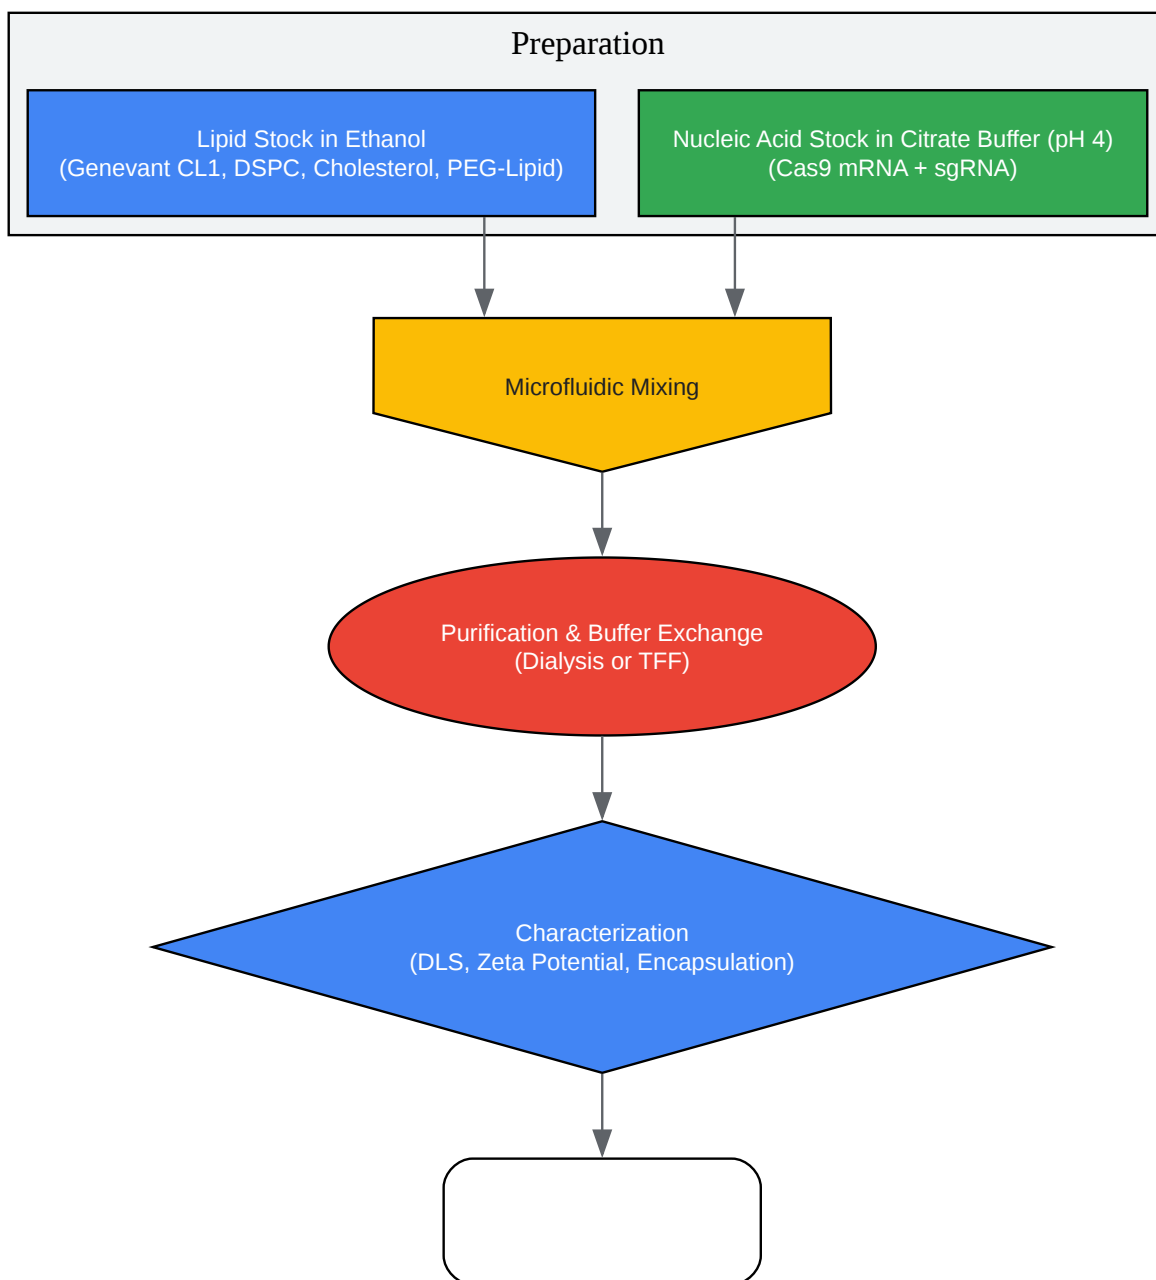 Preparation
Lipid Stock in Ethanol
(Genevant CL1, DSPC, Cholesterol, PEG-Lipid)
Nucleic Acid Stock in Citrate Buffer (pH 4)
(Cas9 mRNA + sgRNA)
Microfluidic Mixing
Purification & Buffer Exchange
(Dialysis or TFF)
Characterization
(DLS, Zeta Potential, Encapsulation)